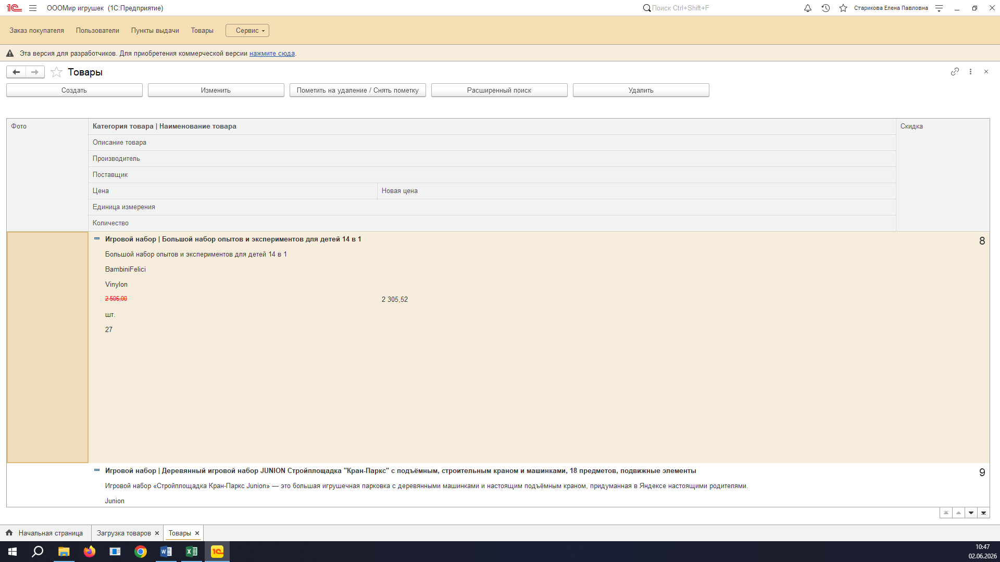 ОООМир игрушек (1С:Предприятие)
Поиск Ctrl+Shift+F
Старикова Елена Павловна
Заказ покупателя
Пользователи
Пункты выдачи
Товары
Сервис
Эта версия для разработчиков. Для приобретения коммерческой версии нажмите сюда.
Товары
Создать
Изменить
Пометить на удаление / Снять пометку
Расширенный поиск
Удалить
Фото
Категория товара | Наименование товара
Скидка
Описание товара
Производитель
Поставщик
Цена
Новая цена
Единица измерения
Количество
Игровой набор | Большой набор опытов и экспериментов для детей 14 в 1
8
Большой набор опытов и экспериментов для детей 14 в 1
BambiniFelici
Vinylon
2 506,00
2 305,52
шт.
27
Игровой набор | Деревянный игровой набор JUNION Стройплощадка "Кран-Паркс" с подъёмным, строительным краном и машинками, 18 предметов, подвижные элементы
9
Игровой набор «Стройплощадка Кран-Паркс Junion» — это большая игрушечная парковка с деревянными машинками и настоящим подъёмным краном, придуманная в Яндексе настоящими родителями.
Junion
Начальная страница
Загрузка товаров
Товары
10:47
02.06.2026